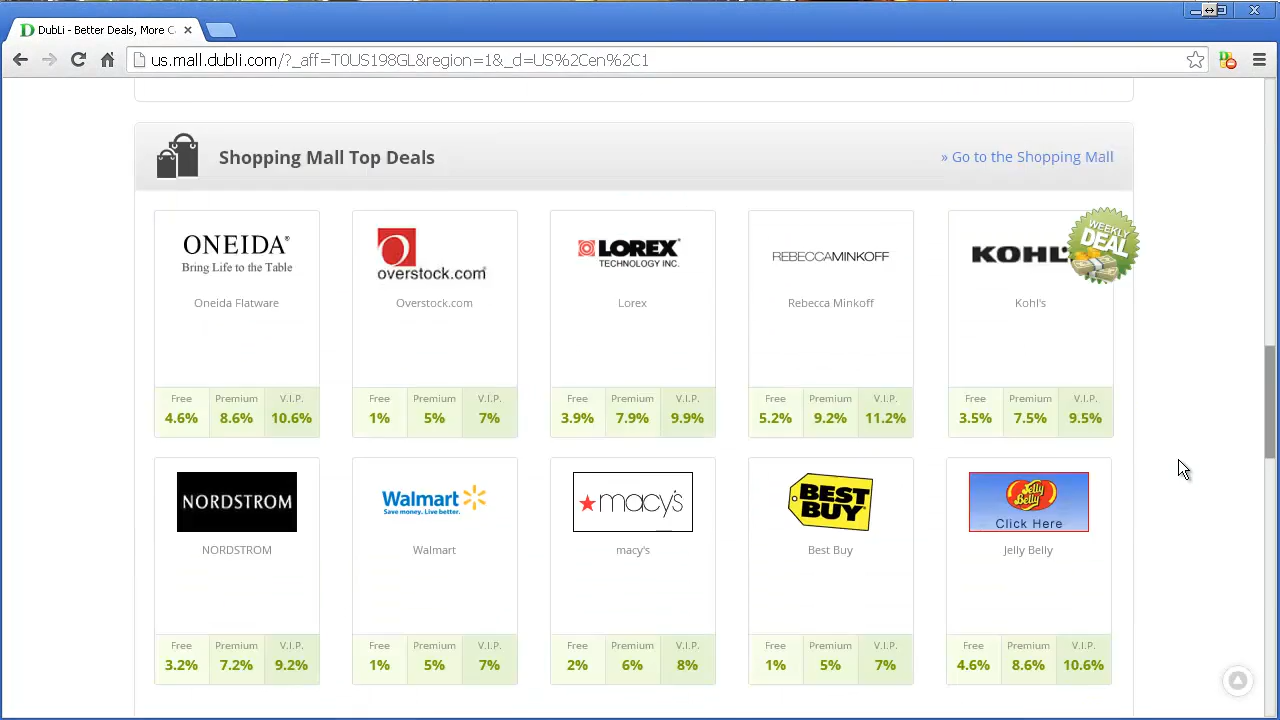 DubLi - Better Deals, More C
us.mall.dubli.com/?_aff=T0US198GL&region=1&_d=US%2Cen%2C1
Shopping Mall Top Deals
» Go to the Shopping Mall
ONEIDA®
Bring Life to the Table
Oneida Flatware
Free Premium V.I.P.
4.6% 8.6% 10.6%
overstock.com®
Overstock.com
Free Premium V.I.P.
1% 5% 7%
LOREX
TECHNOLOGY INC.
Lorex
Free Premium V.I.P.
3.9% 7.9% 9.9%
REBECCAMINKOFF
Rebecca Minkoff
Free Premium V.I.P.
5.2% 9.2% 11.2%
KOHL'
WEEKLY
DEAL
Kohl's
Free Premium V.I.P.
3.5% 7.5% 9.5%
NORDSTROM
NORDSTROM
Free Premium V.I.P.
3.2% 7.2% 9.2%
Walmart
Save money. Live better.
Walmart
Free Premium V.I.P.
1% 5% 7%
macy's
macy's
Free Premium V.I.P.
2% 6% 8%
BEST
BUY
Best Buy
Free Premium V.I.P.
1% 5% 7%
Jelly
Belly
Click Here
Jelly Belly
Free Premium V.I.P.
4.6% 8.6% 10.6%